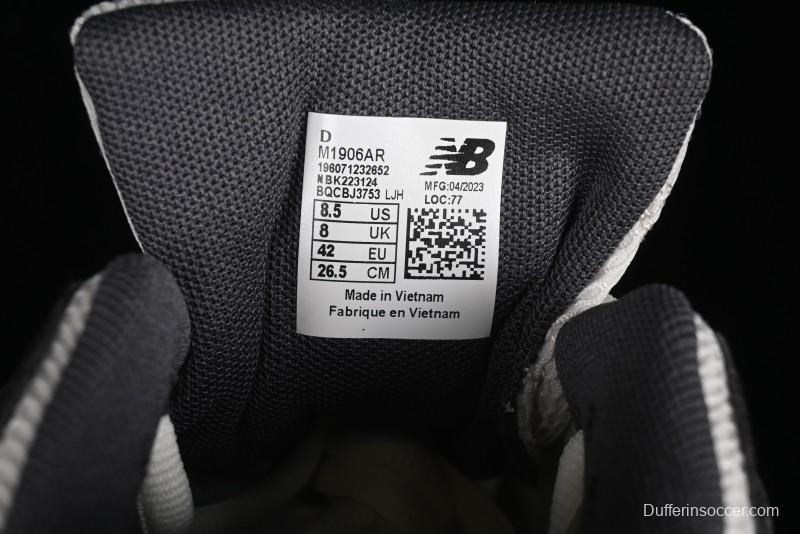 D
M1906AR
196071232652
NBK223124
BQCBJ3753 LJH
NB
MFG:04/2023
LOC:77
8.5 US
8 UK
42 EU
26.5 CM
Made in Vietnam
Fabrique en Vietnam
Dufferinsoccer.com